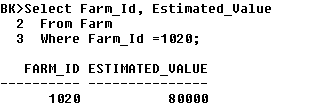 BK>Select Farm_Id, Estimated_Value
  2  From Farm
  3  Where Farm_Id =1020;
   FARM_ID ESTIMATED_VALUE
---------- ---------------
      1020           80000